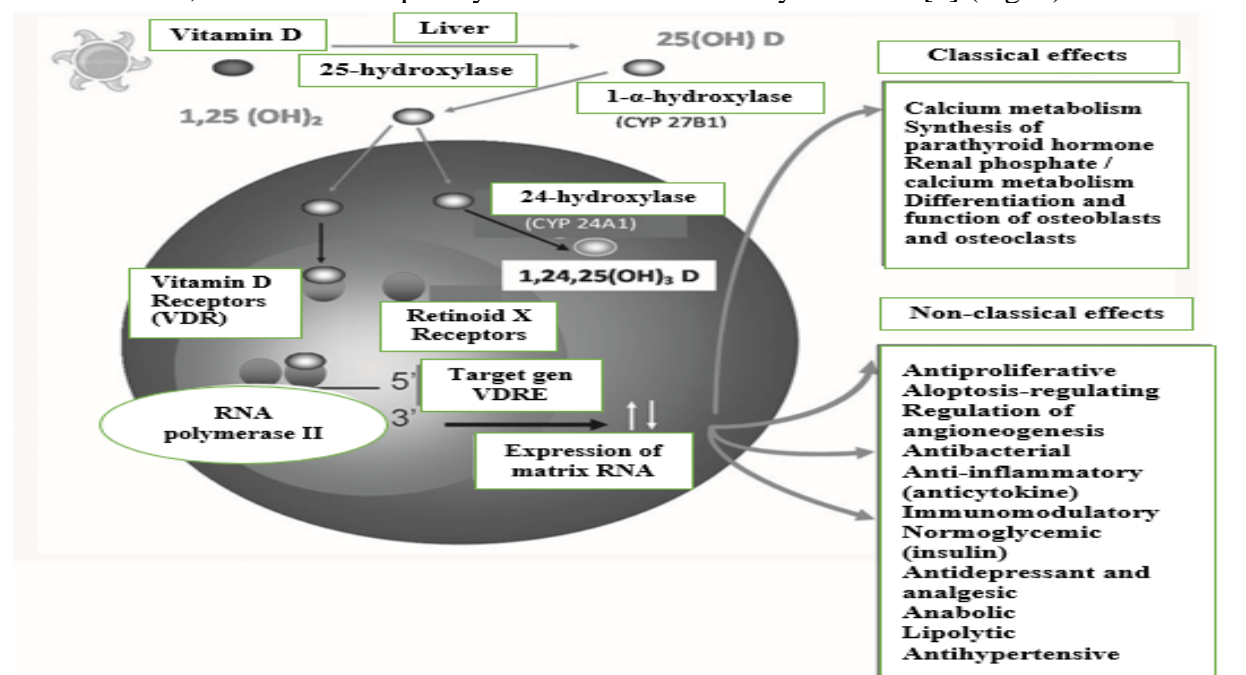 Vitamin D
Liver
25(OH) D
25-hydroxylase
1-α-hydroxylase
(CYP 27B1)
1,25 (OH)₂
24-hydroxylase
(CYP 24A1)
1,24,25(OH)₃ D
Vitamin D
Receptors
(VDR)
Retinoid X
Receptors
5'
Target gen
VDRE
RNA
polymerase II
3'
Expression of
matrix RNA
Classical effects
Calcium metabolism
Synthesis of
parathyroid hormone
Renal phosphate /
calcium metabolism
Differentiation and
function of osteoblasts
and osteoclasts
Non-classical effects
Antiproliferative
Aloptosis-regulating
Regulation of
angioneogenesis
Antibacterial
Anti-inflammatory
(anticytokine)
Immunomodulatory
Normoglycemic
(insulin)
Antidepressant and
analgesic
Anabolic
Lipolytic
Antihypertensive